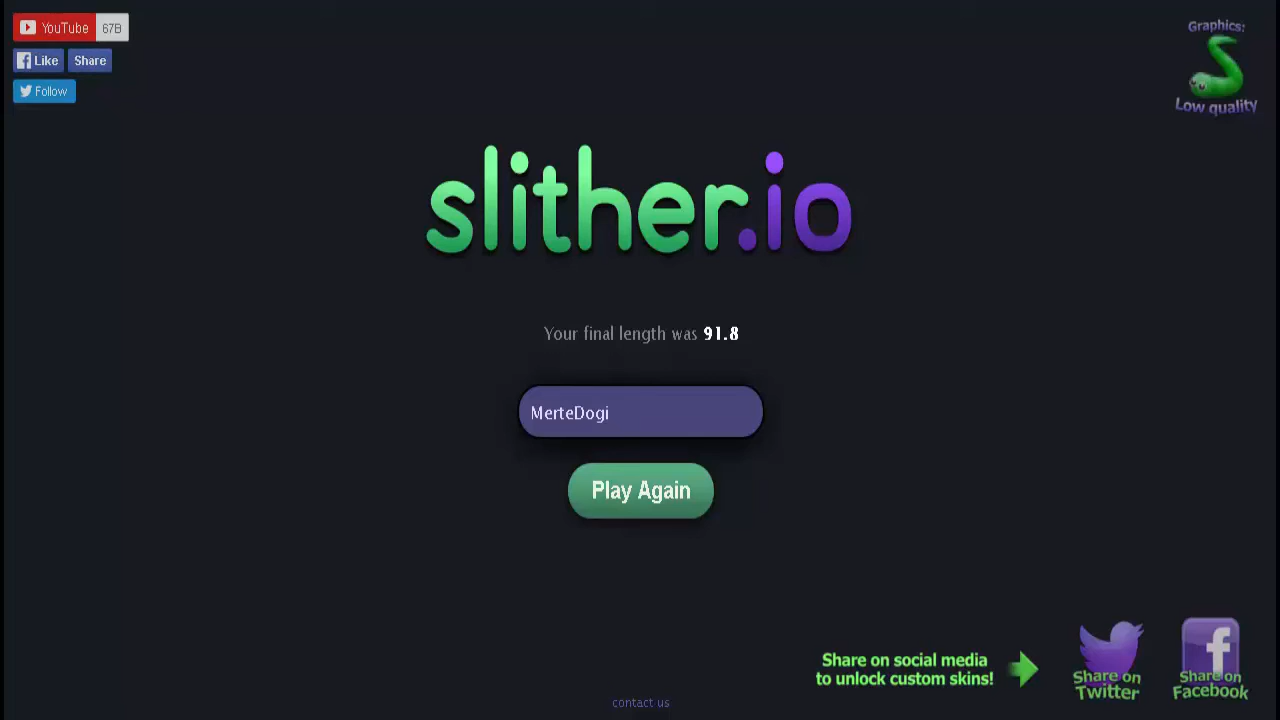 YouTube 67B
Like Share
Follow
Graphics:
Low quality
slither.io
Your final length was 91.8
MerteDogi
Play Again
Share on social media
to unlock custom skins!
Share on
Twitter
Share on
Facebook
contact us